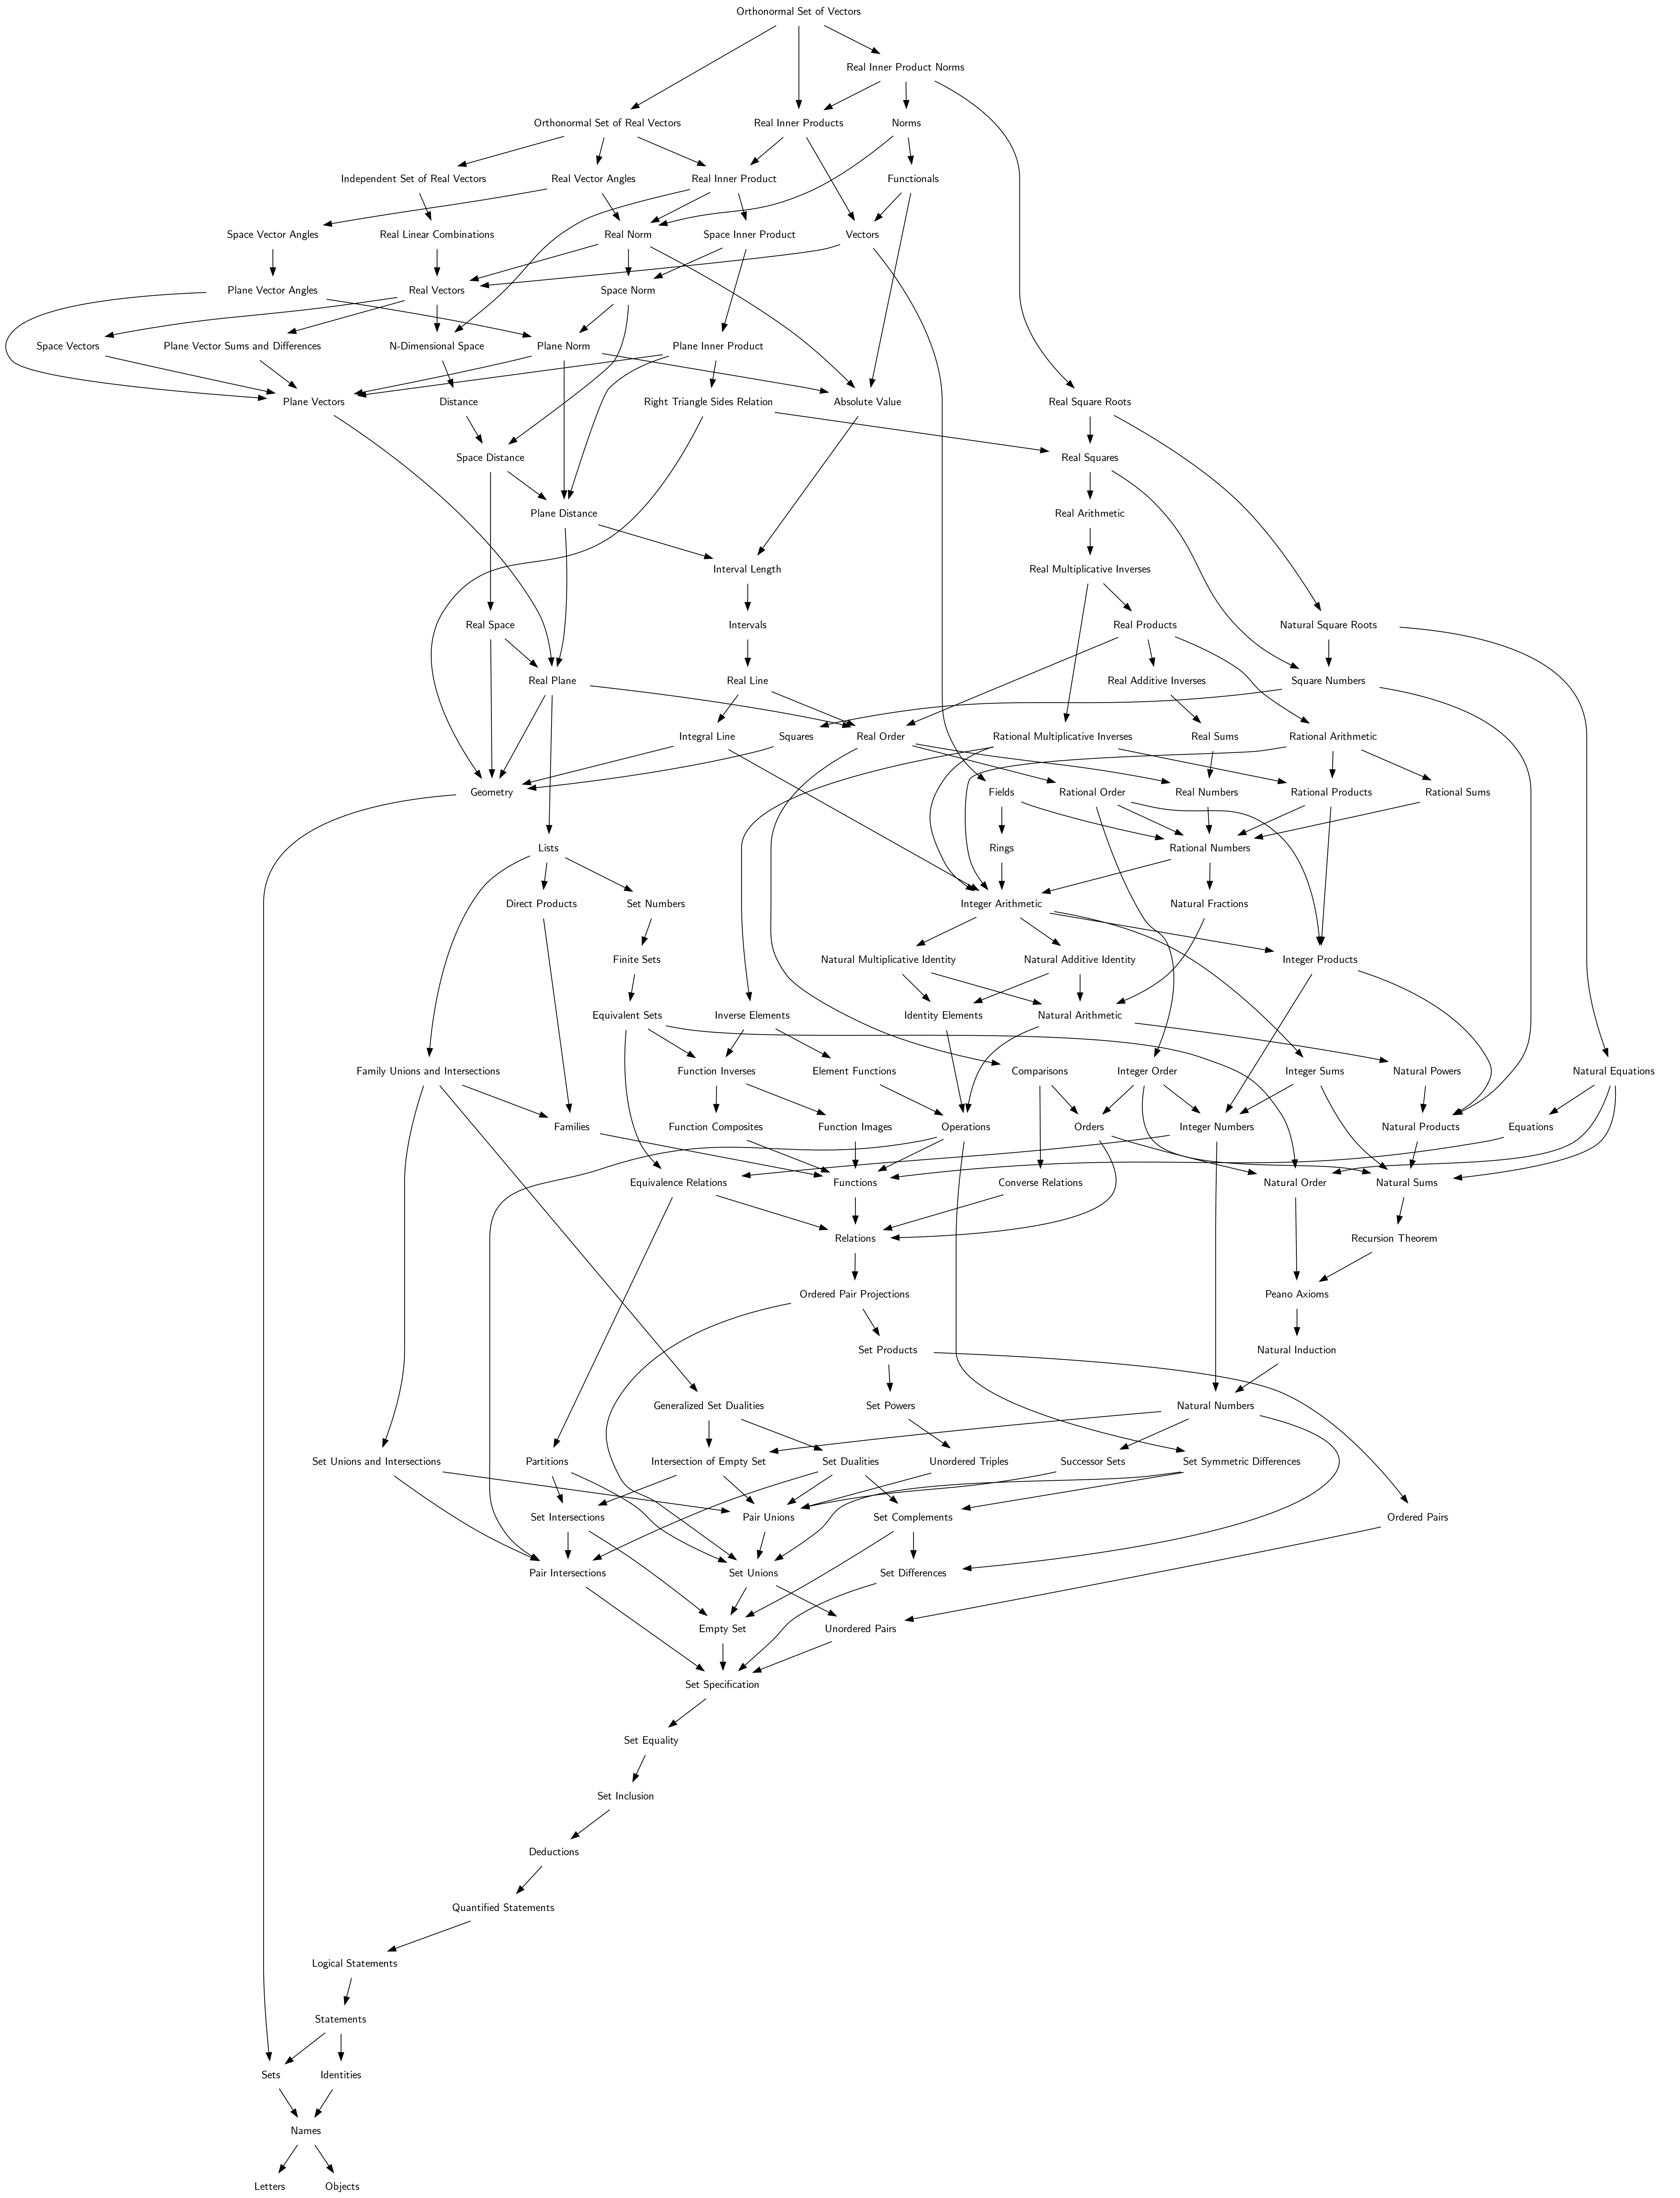 Orthonormal Set of Vectors
Real Inner Product Norms
Orthonormal Set of Real Vectors
Real Inner Products
Norms
Independent Set of Real Vectors
Real Vector Angles
Real Inner Product
Functionals
Space Vector Angles
Real Linear Combinations
Real Norm
Space Inner Product
Vectors
Plane Vector Angles
Real Vectors
Space Norm
Space Vectors
Plane Vector Sums and Differences
N-Dimensional Space
Plane Norm
Plane Inner Product
Plane Vectors
Distance
Right Triangle Sides Relation
Absolute Value
Real Square Roots
Space Distance
Real Squares
Plane Distance
Real Arithmetic
Interval Length
Real Multiplicative Inverses
Real Space
Intervals
Real Products
Natural Square Roots
Real Plane
Real Line
Real Additive Inverses
Square Numbers
Integral Line
Squares
Real Order
Rational Multiplicative Inverses
Real Sums
Rational Arithmetic
Geometry
Fields
Rational Order
Real Numbers
Rational Products
Rational Sums
Lists
Rings
Rational Numbers
Direct Products
Set Numbers
Integer Arithmetic
Natural Fractions
Finite Sets
Natural Multiplicative Identity
Natural Additive Identity
Integer Products
Equivalent Sets
Inverse Elements
Identity Elements
Natural Arithmetic
Family Unions and Intersections
Function Inverses
Element Functions
Comparisons
Integer Order
Integer Sums
Natural Powers
Natural Equations
Families
Function Composites
Function Images
Operations
Orders
Integer Numbers
Natural Products
Equations
Equivalence Relations
Functions
Converse Relations
Natural Order
Natural Sums
Relations
Recursion Theorem
Ordered Pair Projections
Peano Axioms
Set Products
Natural Induction
Generalized Set Dualities
Set Powers
Natural Numbers
Set Unions and Intersections
Partitions
Intersection of Empty Set
Set Dualities
Unordered Triples
Successor Sets
Set Symmetric Differences
Set Intersections
Pair Unions
Set Complements
Ordered Pairs
Pair Intersections
Set Unions
Set Differences
Empty Set
Unordered Pairs
Set Specification
Set Equality
Set Inclusion
Deductions
Quantified Statements
Logical Statements
Statements
Sets
Identities
Names
Letters
Objects